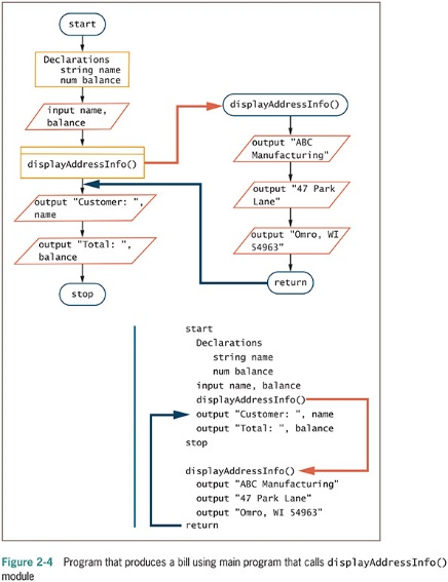 start
Declarations
string name
num balance
input name,
balance
displayAddressInfo()
output "Customer: ",
name
output "Total: ",
balance
stop
displayAddressInfo()
output "ABC
Manufacturing"
output "47 Park
Lane"
output "Omro, WI
54963"
return
start
Declarations
string name
num balance
input name, balance
displayAddressInfo()
output "Customer: ", name
output "Total: ", balance
stop
displayAddressInfo()
output "ABC Manufacturing"
output "47 Park Lane"
output "Omro, WI 54963"
return
Figure 2-4 Program that produces a bill using main program that calls displayAddressInfo()
module